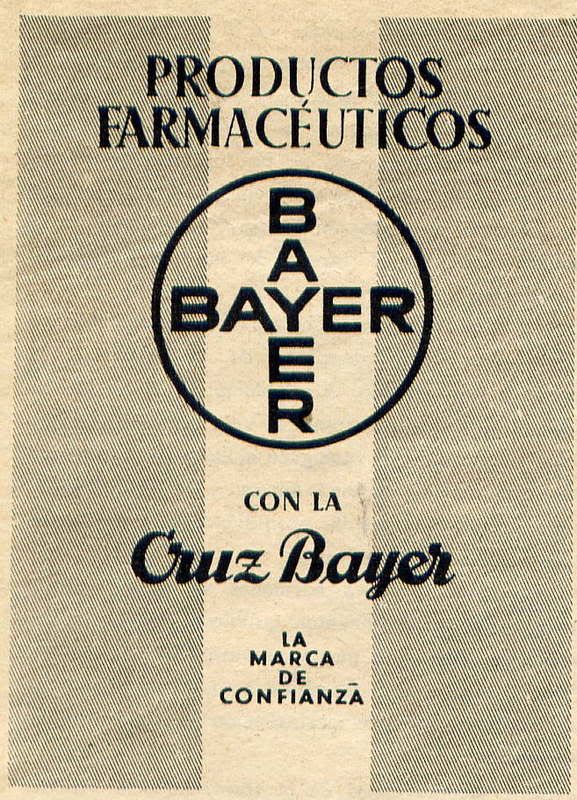 PRODUCTOS
FARMACÉUTICOS
BAYER
BAYER
CON LA
Cruz Bayer
LA
MARCA
DE
CONFIANZA